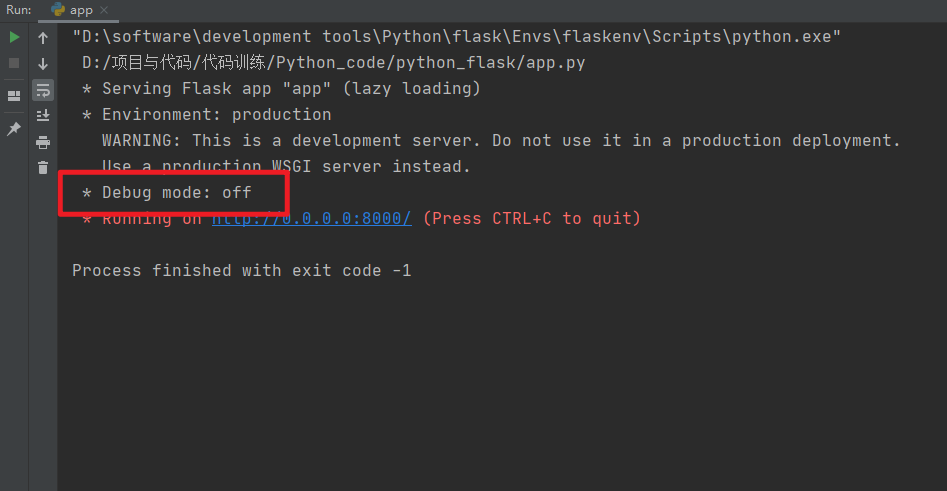 Run: app
"D:\software\development tools\Python\flask\Envs\flaskenv\Scripts\python.exe"
D:/项目与代码/代码训练/Python_code/python_flask/app.py
* Serving Flask app "app" (lazy loading)
* Environment: production
WARNING: This is a development server. Do not use it in a production deployment.
Use a production WSGI server instead.
* Debug mode: off
* Running on http://0.0.0.0:8000/ (Press CTRL+C to quit)
Process finished with exit code -1